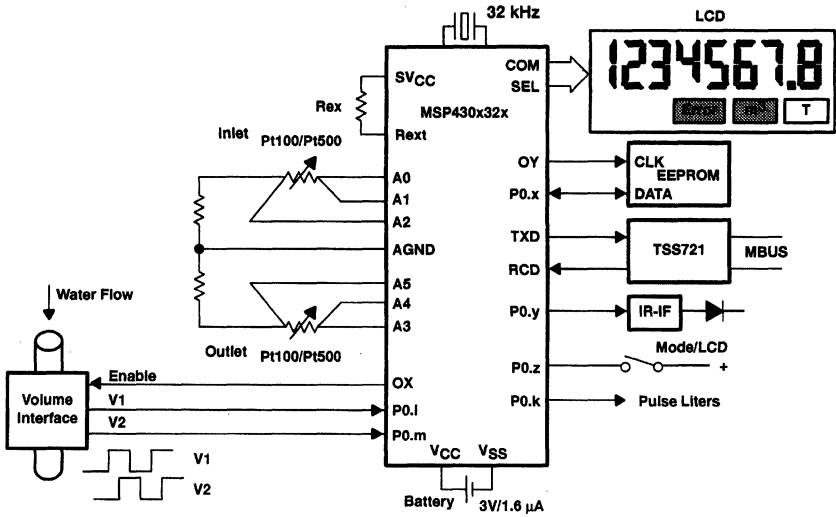 32 kHz
LCD
1234567.8
Error
m³
T
SVCC
Rex
Rext
COM
SEL
MSP430x32x
Inlet
Pt100/Pt500
A0
A1
A2
AGND
A5
A4
A3
Outlet
Pt100/Pt500
OY
CLK
EEPROM
P0.x
DATA
TXD
TSS721
MBUS
RCD
P0.y
IR-IF
Mode/LCD
P0.z
+
P0.k
Pulse Liters
Water Flow
Volume
Interface
Enable
OX
V1
P0.l
V2
P0.m
V1
V2
VCC
VSS
Battery
3V/1.6 µA